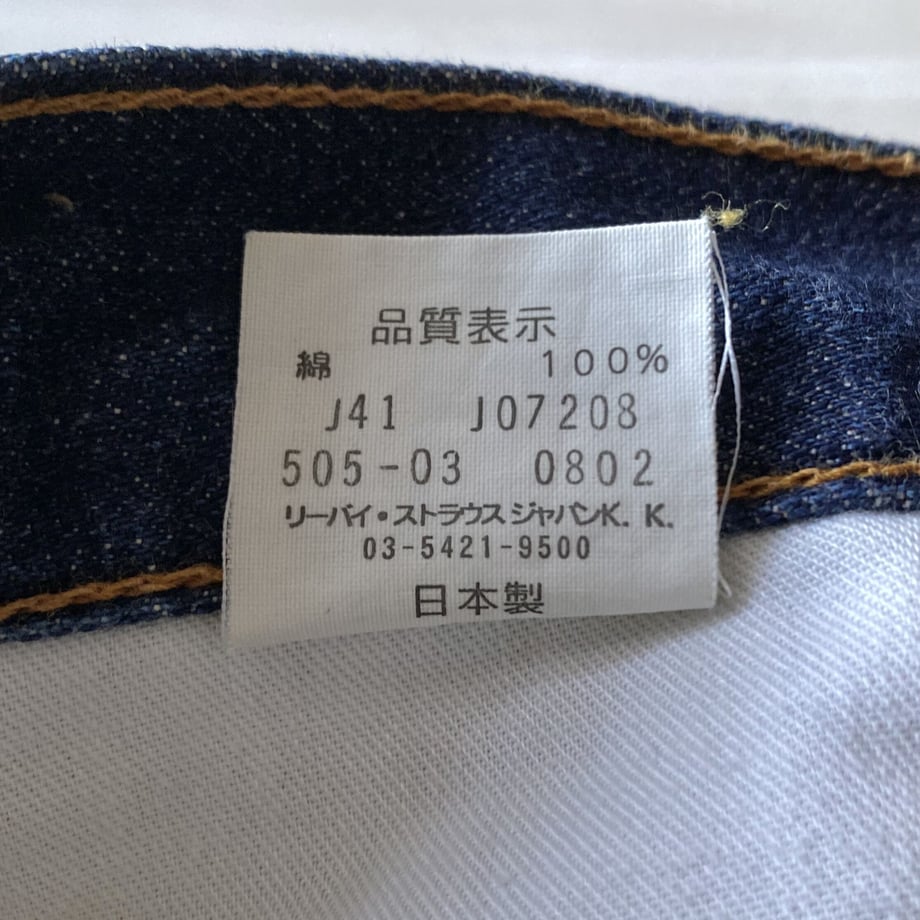 品質表示
綿 100%
J41 J07208
505-03 0802
リーバイ・ストラウスジャパンK. K.
03-5421-9500
日本製